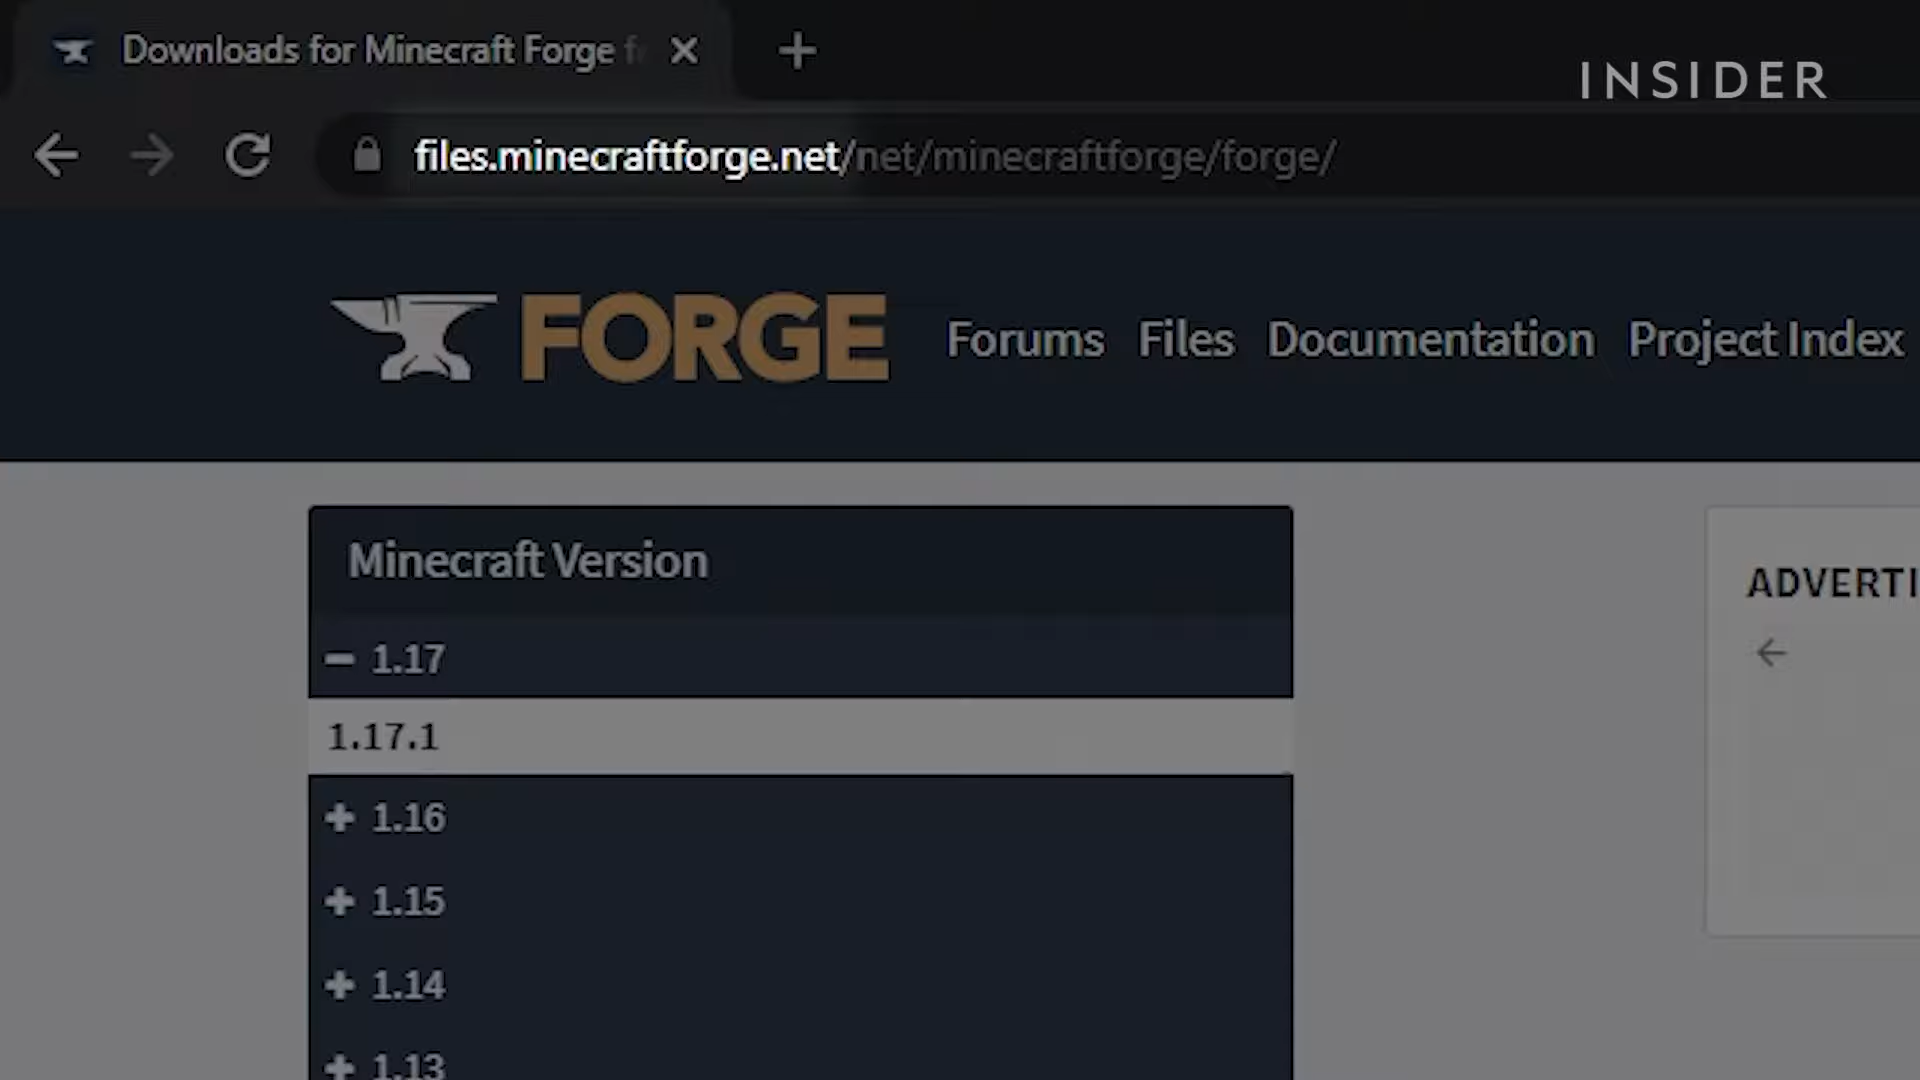 Downloads for Minecraft Forge
INSIDER
files.minecraftforge.net/net/minecraftforge/forge/
FORGE
Forums Files Documentation Project Index
Minecraft Version
ADVERTI
− 1.17
1.17.1
+ 1.16
+ 1.15
+ 1.14
+ 1.13